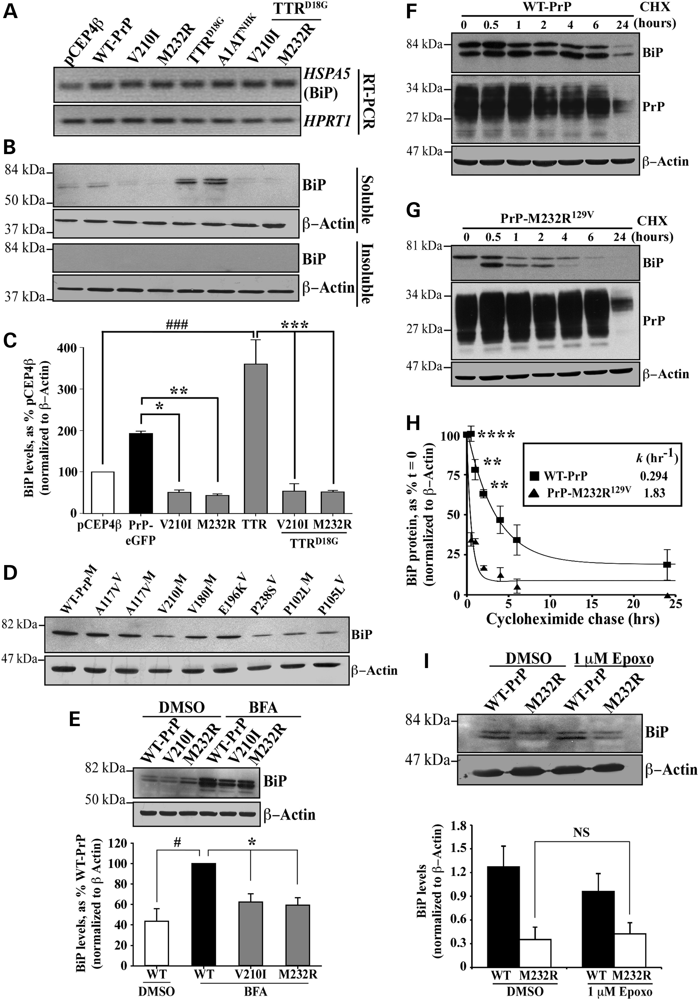 A
TTR^D18G
pCEP4β WT-PrP V210I M232R TTR^D18G A1AT^NHK V210I M232R
HSPA5
(BiP)
HPRT1
RT-PCR
B
84 kDa
BiP
50 kDa
β–Actin
37 kDa
Soluble
84 kDa
BiP
β–Actin
37 kDa
Insoluble
C
### ***
BiP levels, as % pCEP4β
(normalized to β–Actin)
400
300
200
100
0
**
*
pCEP4β PrP-eGFP V210I M232R TTR V210I M232R
TTR^D18G
D
WT-PrP^M A117V^V A117V^M V210I^M V180I^M E196K^V P238S^V P102L^M P105L^V
82 kDa
BiP
47 kDa
β–Actin
E
DMSO BFA
WT-PrP V210I M232R WT-PrP V210I M232R
82 kDa
BiP
50 kDa
β–Actin
BiP levels, as % WT-PrP
(normalized to β Actin)
120
100
80
60
40
20
0
# *
WT WT V210I M232R
DMSO BFA
F
WT-PrP CHX
0 0.5 1 2 4 6 24 (hours)
84 kDa
BiP
34 kDa
PrP
27 kDa
47 kDa
β–Actin
G
PrP-M232R^129V CHX
0 0.5 1 2 4 6 24 (hours)
81 kDa
BiP
34 kDa
PrP
27 kDa
47 kDa
β–Actin
H
BiP protein, as % t = 0
(normalized to β–Actin)
100
75
50
25
0
****
**
**
k (hr^-1)
WT-PrP 0.294
PrP-M232R^129V 1.83
0 5 10 15 20 25
Cycloheximide chase (hrs)
I
DMSO 1 μM Epoxo
WT-PrP M232R WT-PrP M232R
84 kDa
BiP
47 kDa
β–Actin
BiP levels
(normalized to β–Actin)
1.8
1.5
1.2
0.9
0.6
0.3
0
NS
WT M232R WT M232R
DMSO 1 μM Epoxo